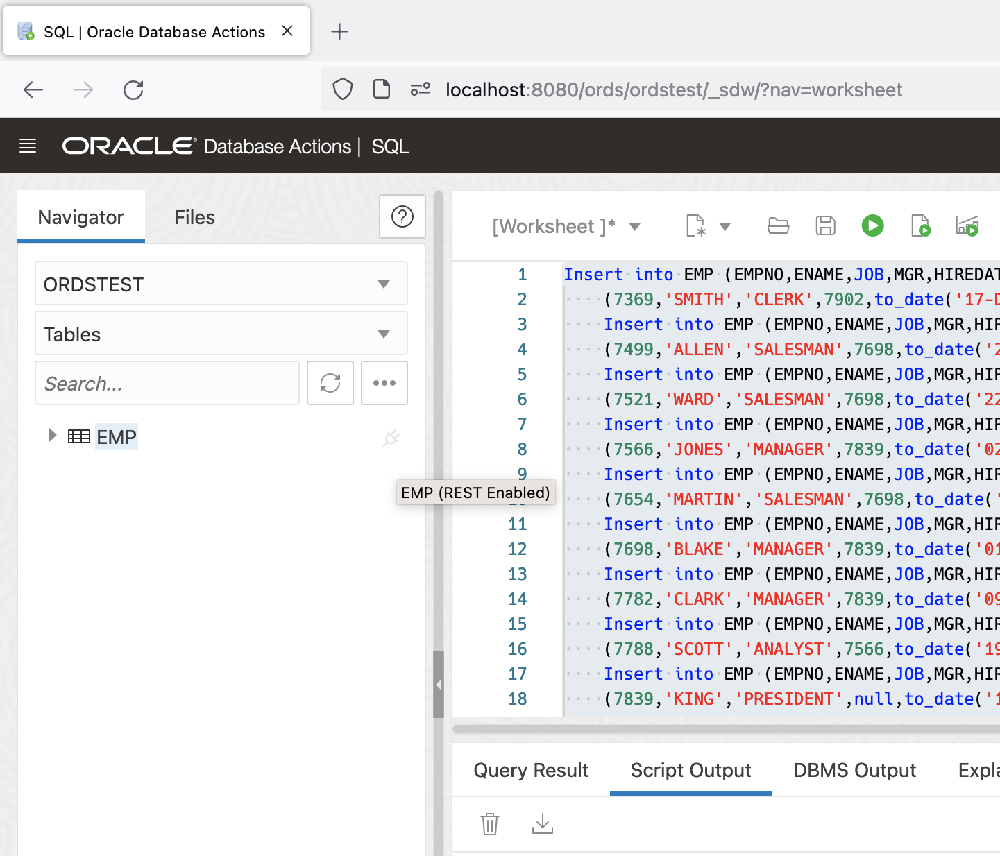 SQL | Oracle Database Actions
localhost:8080/ords/ordstest/_sdw/?nav=worksheet
ORACLE® Database Actions | SQL
Navigator
Files
ORDSTEST
Tables
Search...
EMP
EMP (REST Enabled)
[Worksheet ]*
1 Insert into EMP (EMPNO,ENAME,JOB,MGR,HIREDAT
2 (7369,'SMITH','CLERK',7902,to_date('17-D
3 Insert into EMP (EMPNO,ENAME,JOB,MGR,HIR
4 (7499,'ALLEN','SALESMAN',7698,to_date('2
5 Insert into EMP (EMPNO,ENAME,JOB,MGR,HIR
6 (7521,'WARD','SALESMAN',7698,to_date('22
7 Insert into EMP (EMPNO,ENAME,JOB,MGR,HIR
8 (7566,'JONES','MANAGER',7839,to_date('02
9 Insert into EMP (EMPNO,ENAME,JOB,MGR,HIR
(7654,'MARTIN','SALESMAN',7698,to_date('
11 Insert into EMP (EMPNO,ENAME,JOB,MGR,HIR
12 (7698,'BLAKE','MANAGER',7839,to_date('01
13 Insert into EMP (EMPNO,ENAME,JOB,MGR,HIR
14 (7782,'CLARK','MANAGER',7839,to_date('09
15 Insert into EMP (EMPNO,ENAME,JOB,MGR,HIR
16 (7788,'SCOTT','ANALYST',7566,to_date('19
17 Insert into EMP (EMPNO,ENAME,JOB,MGR,HIR
18 (7839,'KING','PRESIDENT',null,to_date('1
Query Result
Script Output
DBMS Output
Expla